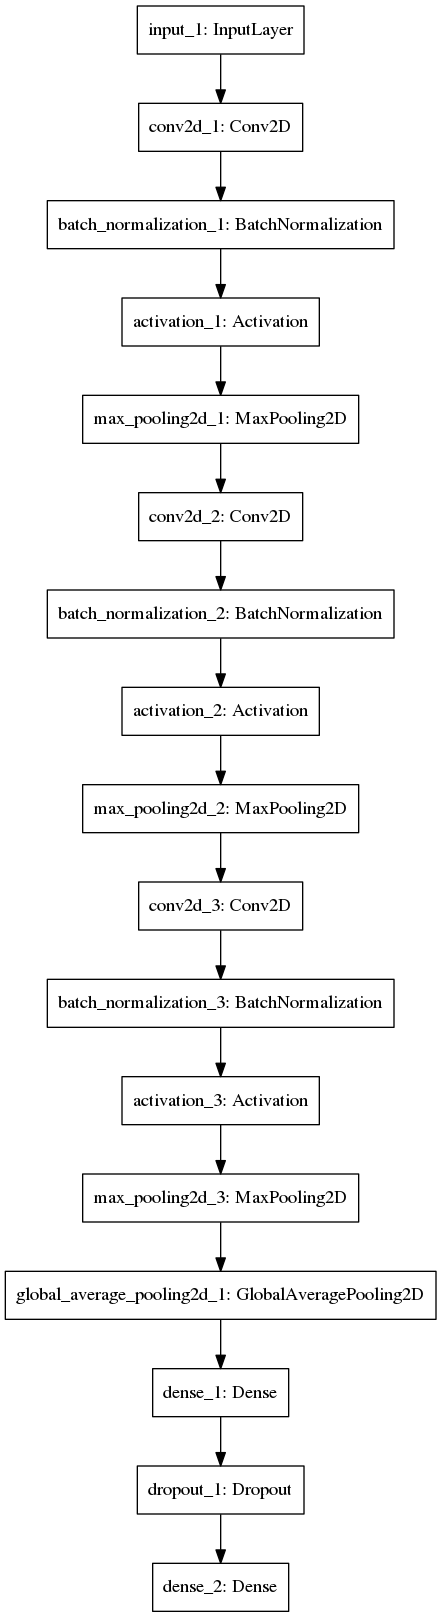 input_1: InputLayer
conv2d_1: Conv2D
batch_normalization_1: BatchNormalization
activation_1: Activation
max_pooling2d_1: MaxPooling2D
conv2d_2: Conv2D
batch_normalization_2: BatchNormalization
activation_2: Activation
max_pooling2d_2: MaxPooling2D
conv2d_3: Conv2D
batch_normalization_3: BatchNormalization
activation_3: Activation
max_pooling2d_3: MaxPooling2D
global_average_pooling2d_1: GlobalAveragePooling2D
dense_1: Dense
dropout_1: Dropout
dense_2: Dense